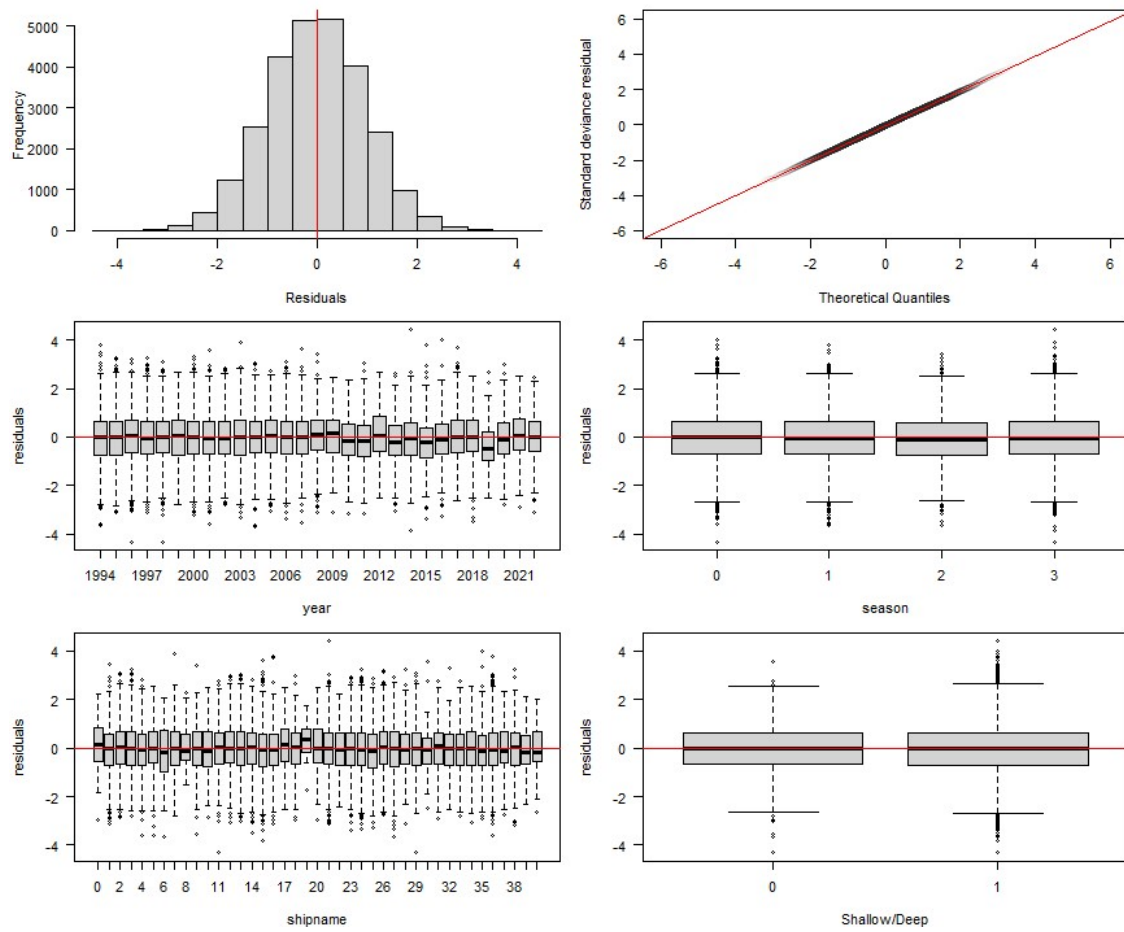 Frequency
5000
4000
3000
2000
1000
0
-4 -2 0 2 4
Residuals
Standard deviance residual
6
4
2
0
-2
-4
-6
-6 -4 -2 0 2 4 6
Theoretical Quantiles
residuals
4
2
0
-2
-4
1994 1997 2000 2003 2006 2009 2012 2015 2018 2021
year
residuals
4
2
0
-2
-4
0 1 2 3
season
residuals
4
2
0
-2
-4
0 2 4 6 8 11 14 17 20 23 26 29 32 35 38
shipname
residuals
4
2
0
-2
-4
0 1
Shallow/Deep